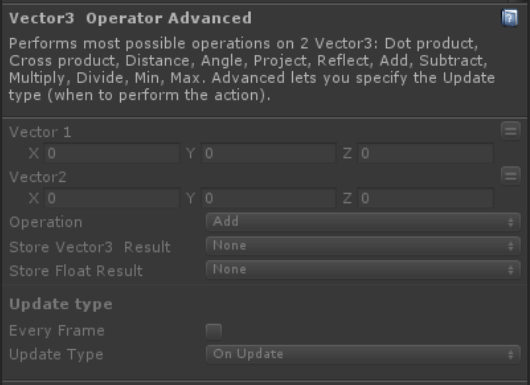 Vector3 Operator Advanced
Performs most possible operations on 2 Vector3: Dot product,
Cross product, Distance, Angle, Project, Reflect, Add, Subtract,
Multiply, Divide, Min, Max. Advanced lets you specify the Update
type (when to perform the action).
Vector 1
X 0 Y 0 Z 0
Vector2
X 0 Y 0 Z 0
Operation Add
Store Vector3 Result None
Store Float Result None
Update type
Every Frame
Update Type On Update